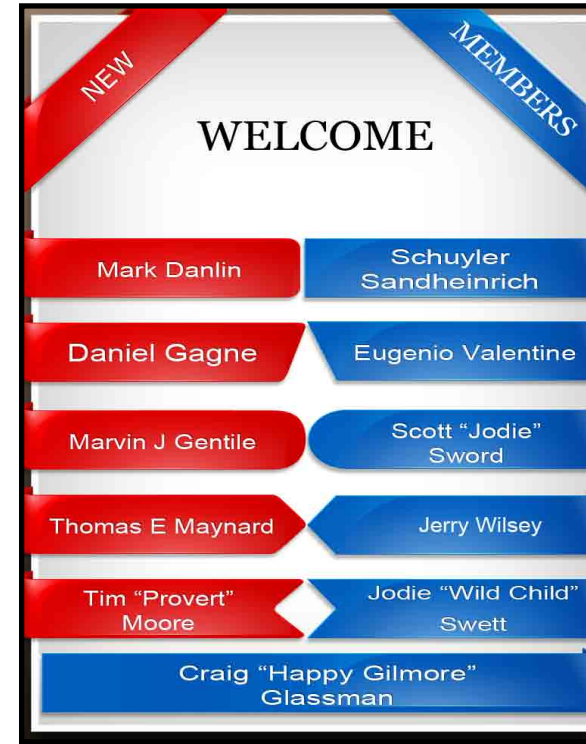 NEW
MEMBERS
WELCOME
Mark Danlin
Schuyler
Sandheinrich
Daniel Gagne
Eugenio Valentine
Marvin J Gentile
Scott “Jodie”
Sword
Thomas E Maynard
Jerry Wilsey
Tim “Provert”
Moore
Jodie “Wild Child”
Swett
Craig “Happy Gilmore”
Glassman